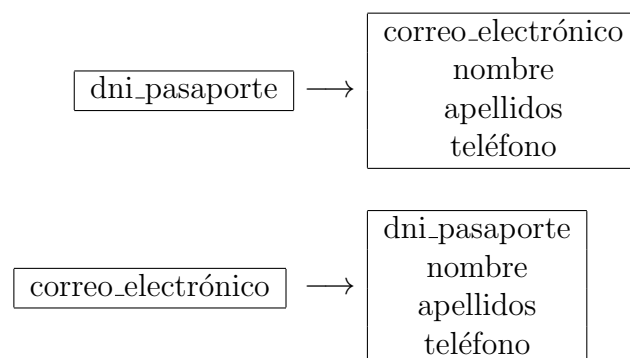 correo_electrónico
nombre
dni_pasaporte ⟶ apellidos
teléfono
dni_pasaporte
nombre
correo_electrónico ⟶ apellidos
teléfono